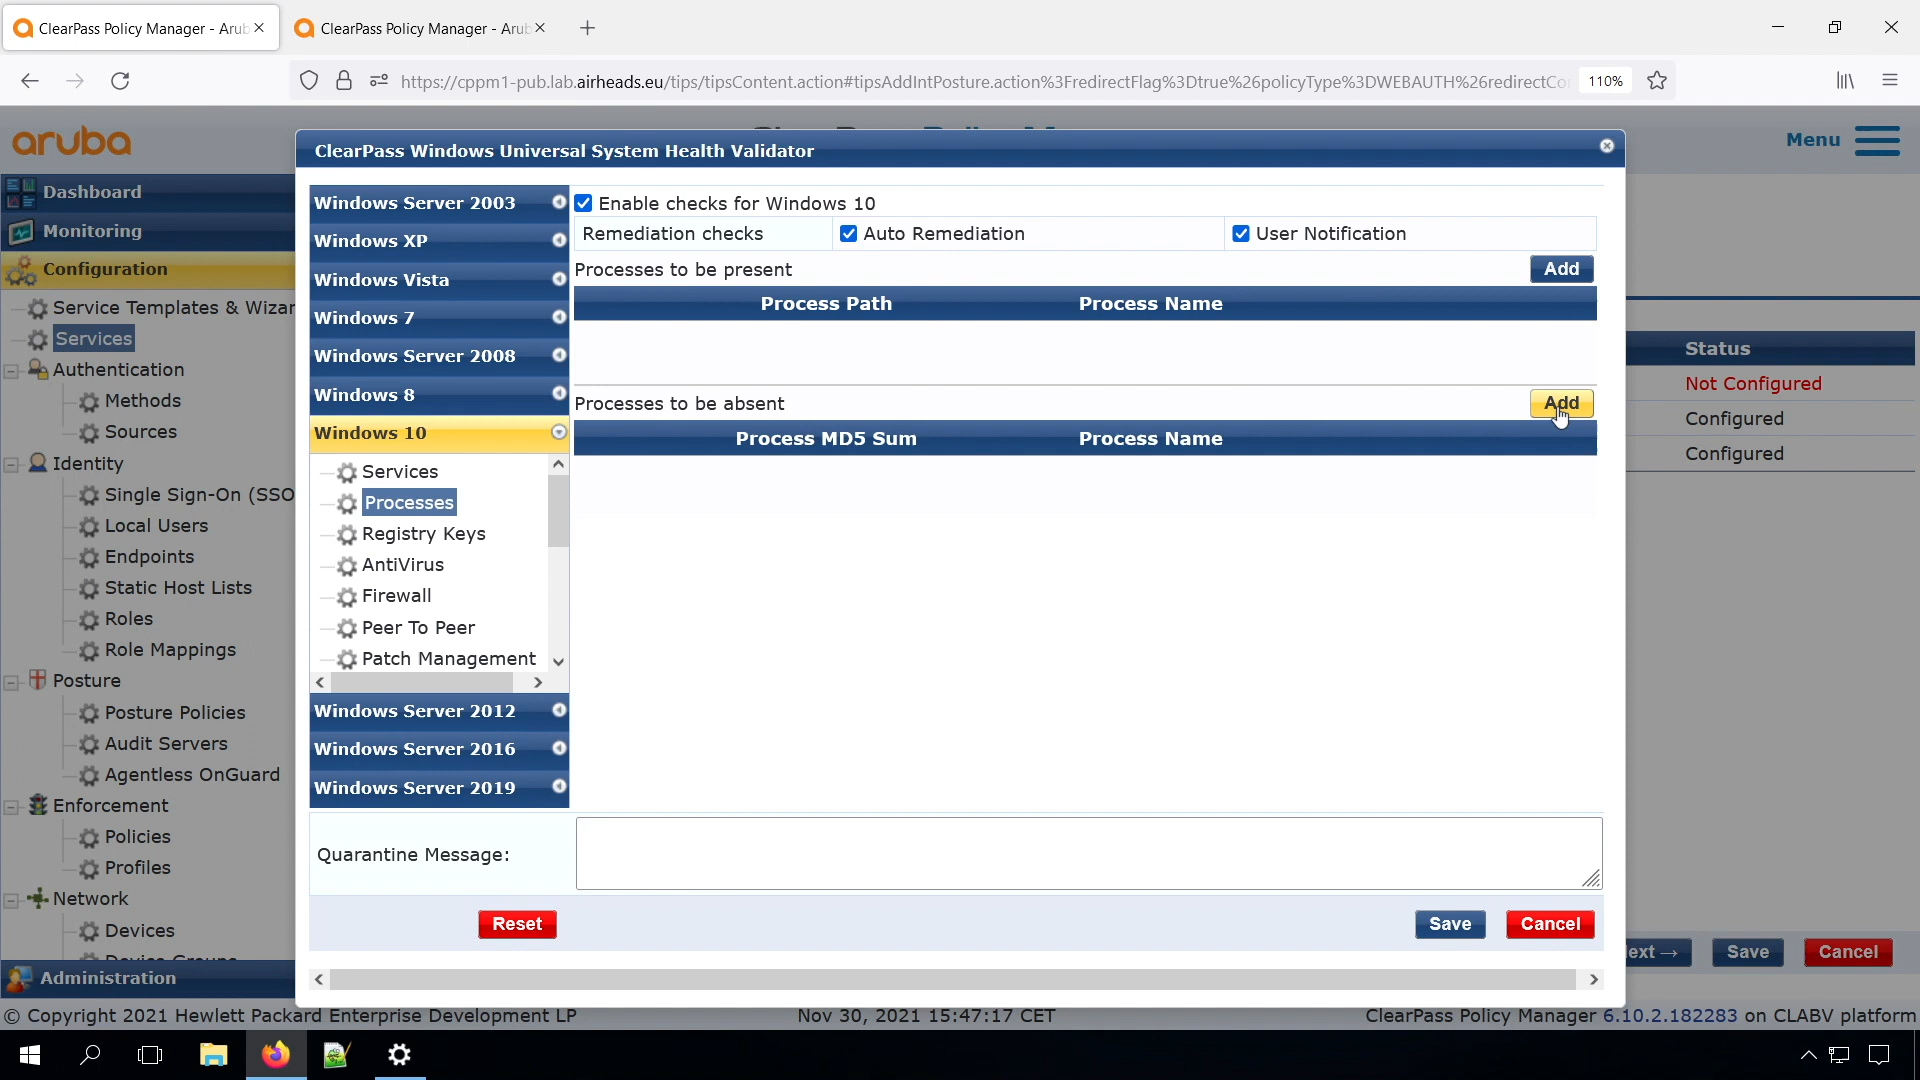 ClearPass Policy Manager - Arub
ClearPass Policy Manager - Arub
https://cppm1-pub.lab.airheads.eu/tips/tipsContent.action#tipsAddIntPosture.action%3FredirectFlag%3Dtrue%26policyType%3DWEBAUTH%26redirectCo
110%
aruba
Menu
ClearPass Windows Universal System Health Validator
Dashboard
Monitoring
Configuration
Service Templates & Wizar
Services
Authentication
Methods
Sources
Identity
Single Sign-On (SSO
Local Users
Endpoints
Static Host Lists
Roles
Role Mappings
Posture
Posture Policies
Audit Servers
Agentless OnGuard
Enforcement
Policies
Profiles
Network
Devices
Device Groups
Administration
Windows Server 2003
Windows XP
Windows Vista
Windows 7
Windows Server 2008
Windows 8
Windows 10
Services
Processes
Registry Keys
AntiVirus
Firewall
Peer To Peer
Patch Management
Windows Server 2012
Windows Server 2016
Windows Server 2019
Enable checks for Windows 10
Remediation checks Auto Remediation User Notification
Processes to be present Add
Process Path Process Name
Processes to be absent Add
Process MD5 Sum Process Name
Quarantine Message:
Reset Save Cancel
Status
Not Configured
Configured
Configured
ext → Save Cancel
© Copyright 2021 Hewlett Packard Enterprise Development LP Nov 30, 2021 15:47:17 CET ClearPass Policy Manager 6.10.2.182283 on CLABV platform